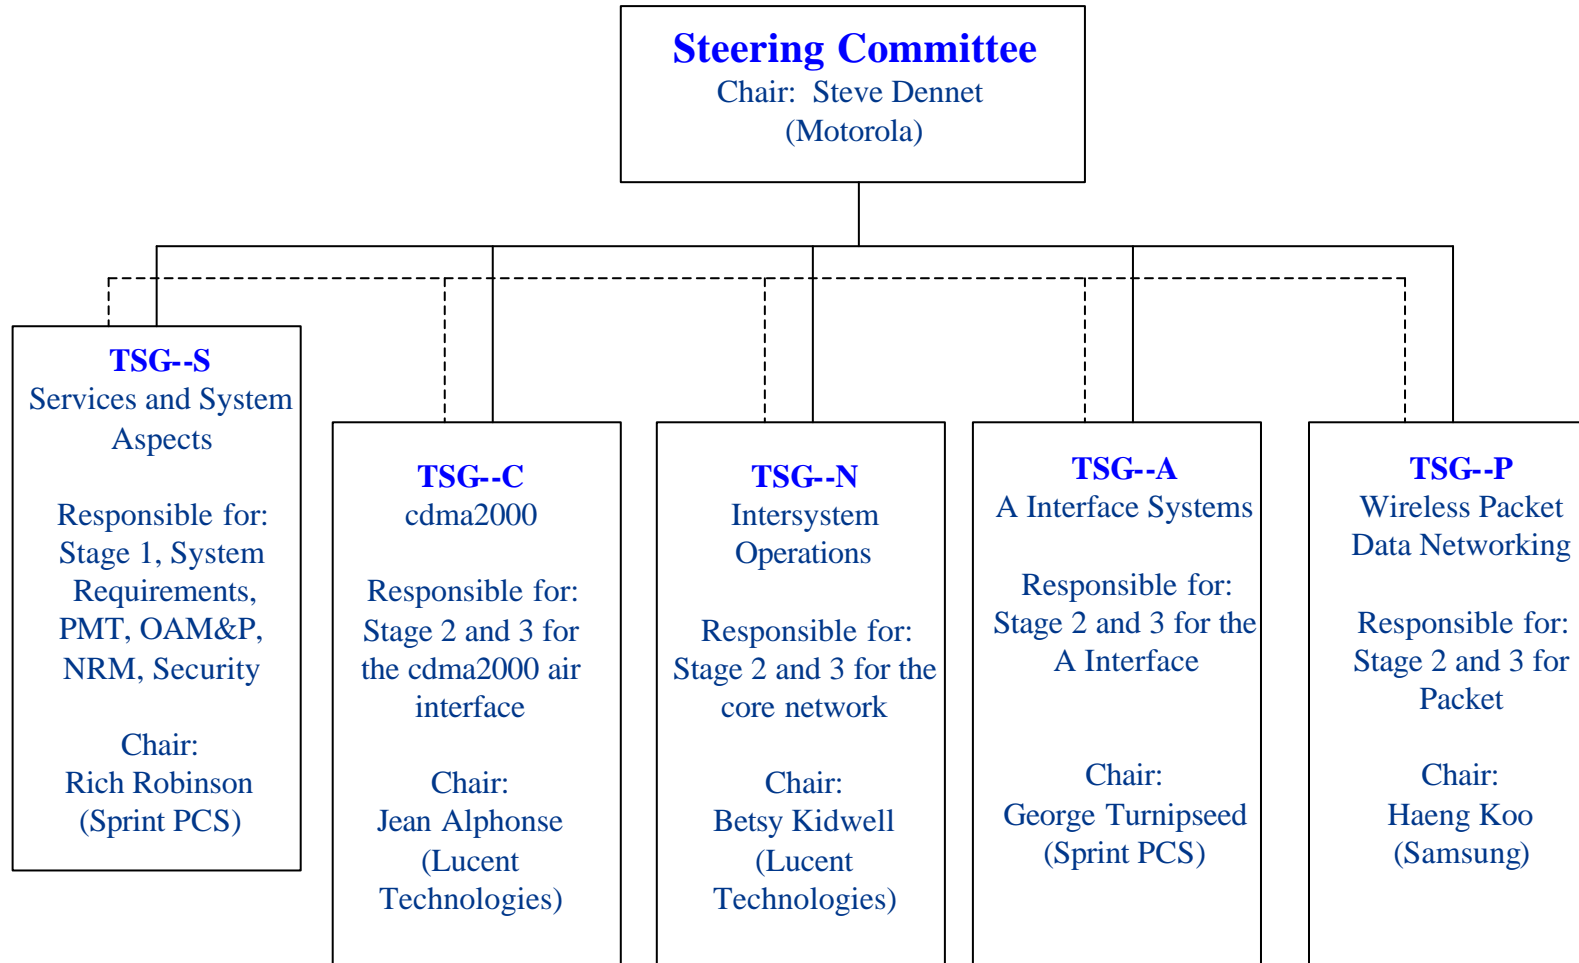 Steering Committee
Chair: Steve Dennet
(Motorola)
TSG--S
Services and System
Aspects
Responsible for:
Stage 1, System
Requirements,
PMT, OAM&P,
NRM, Security
Chair:
Rich Robinson
(Sprint PCS)
TSG--C
cdma2000
Responsible for:
Stage 2 and 3 for
the cdma2000 air
interface
Chair:
Jean Alphonse
(Lucent
Technologies)
TSG--N
Intersystem
Operations
Responsible for:
Stage 2 and 3 for the
core network
Chair:
Betsy Kidwell
(Lucent
Technologies)
TSG--A
A Interface Systems
Responsible for:
Stage 2 and 3 for the
A Interface
Chair:
George Turnipseed
(Sprint PCS)
TSG--P
Wireless Packet
Data Networking
Responsible for:
Stage 2 and 3 for
Packet
Chair:
Haeng Koo
(Samsung)